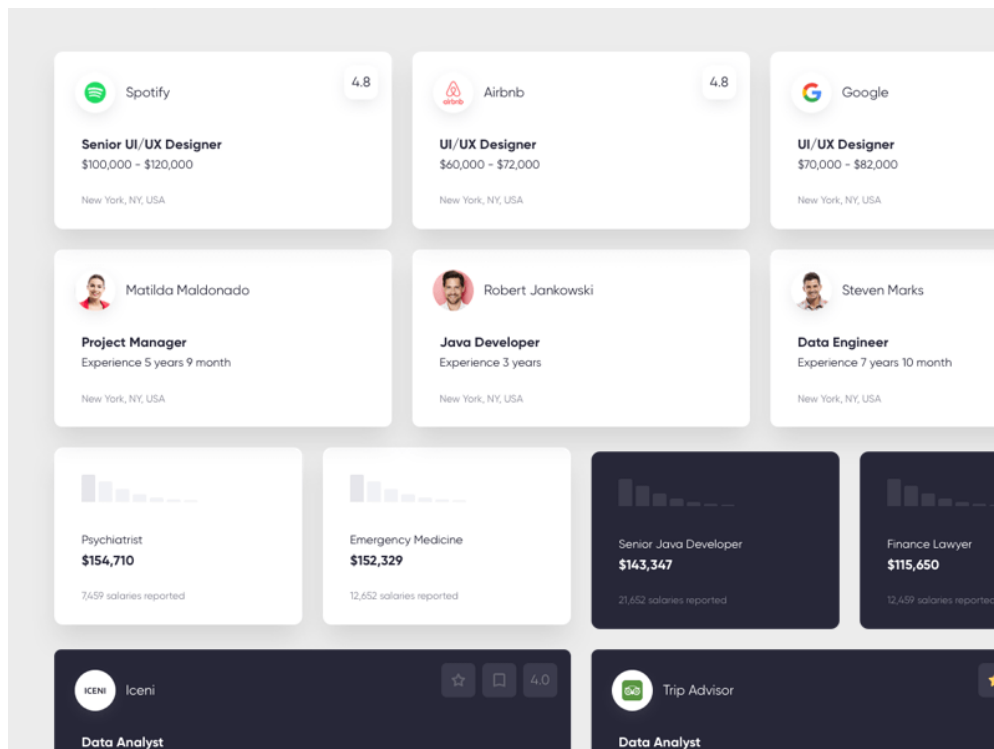 Spotify
4.8
airbnb
Airbnb
4.8
Google
Senior UI/UX Designer
$100,000 - $120,000
New York, NY, USA
UI/UX Designer
$60,000 - $72,000
New York, NY, USA
UI/UX Designer
$70,000 - $82,000
New York, NY, USA
Matilda Maldonado
Project Manager
Experience 5 years 9 month
New York, NY, USA
Robert Jankowski
Java Developer
Experience 3 years
New York, NY, USA
Steven Marks
Data Engineer
Experience 7 years 10 month
New York, NY, USA
Psychiatrist
$154,710
7,459 salaries reported
Emergency Medicine
$152,329
12,652 salaries reported
Senior Java Developer
$143,347
21,652 salaries reported
Finance Lawyer
$115,650
12,459 salaries reported
ICENI
Iceni
4.0
Data Analyst
Trip Advisor
Data Analyst